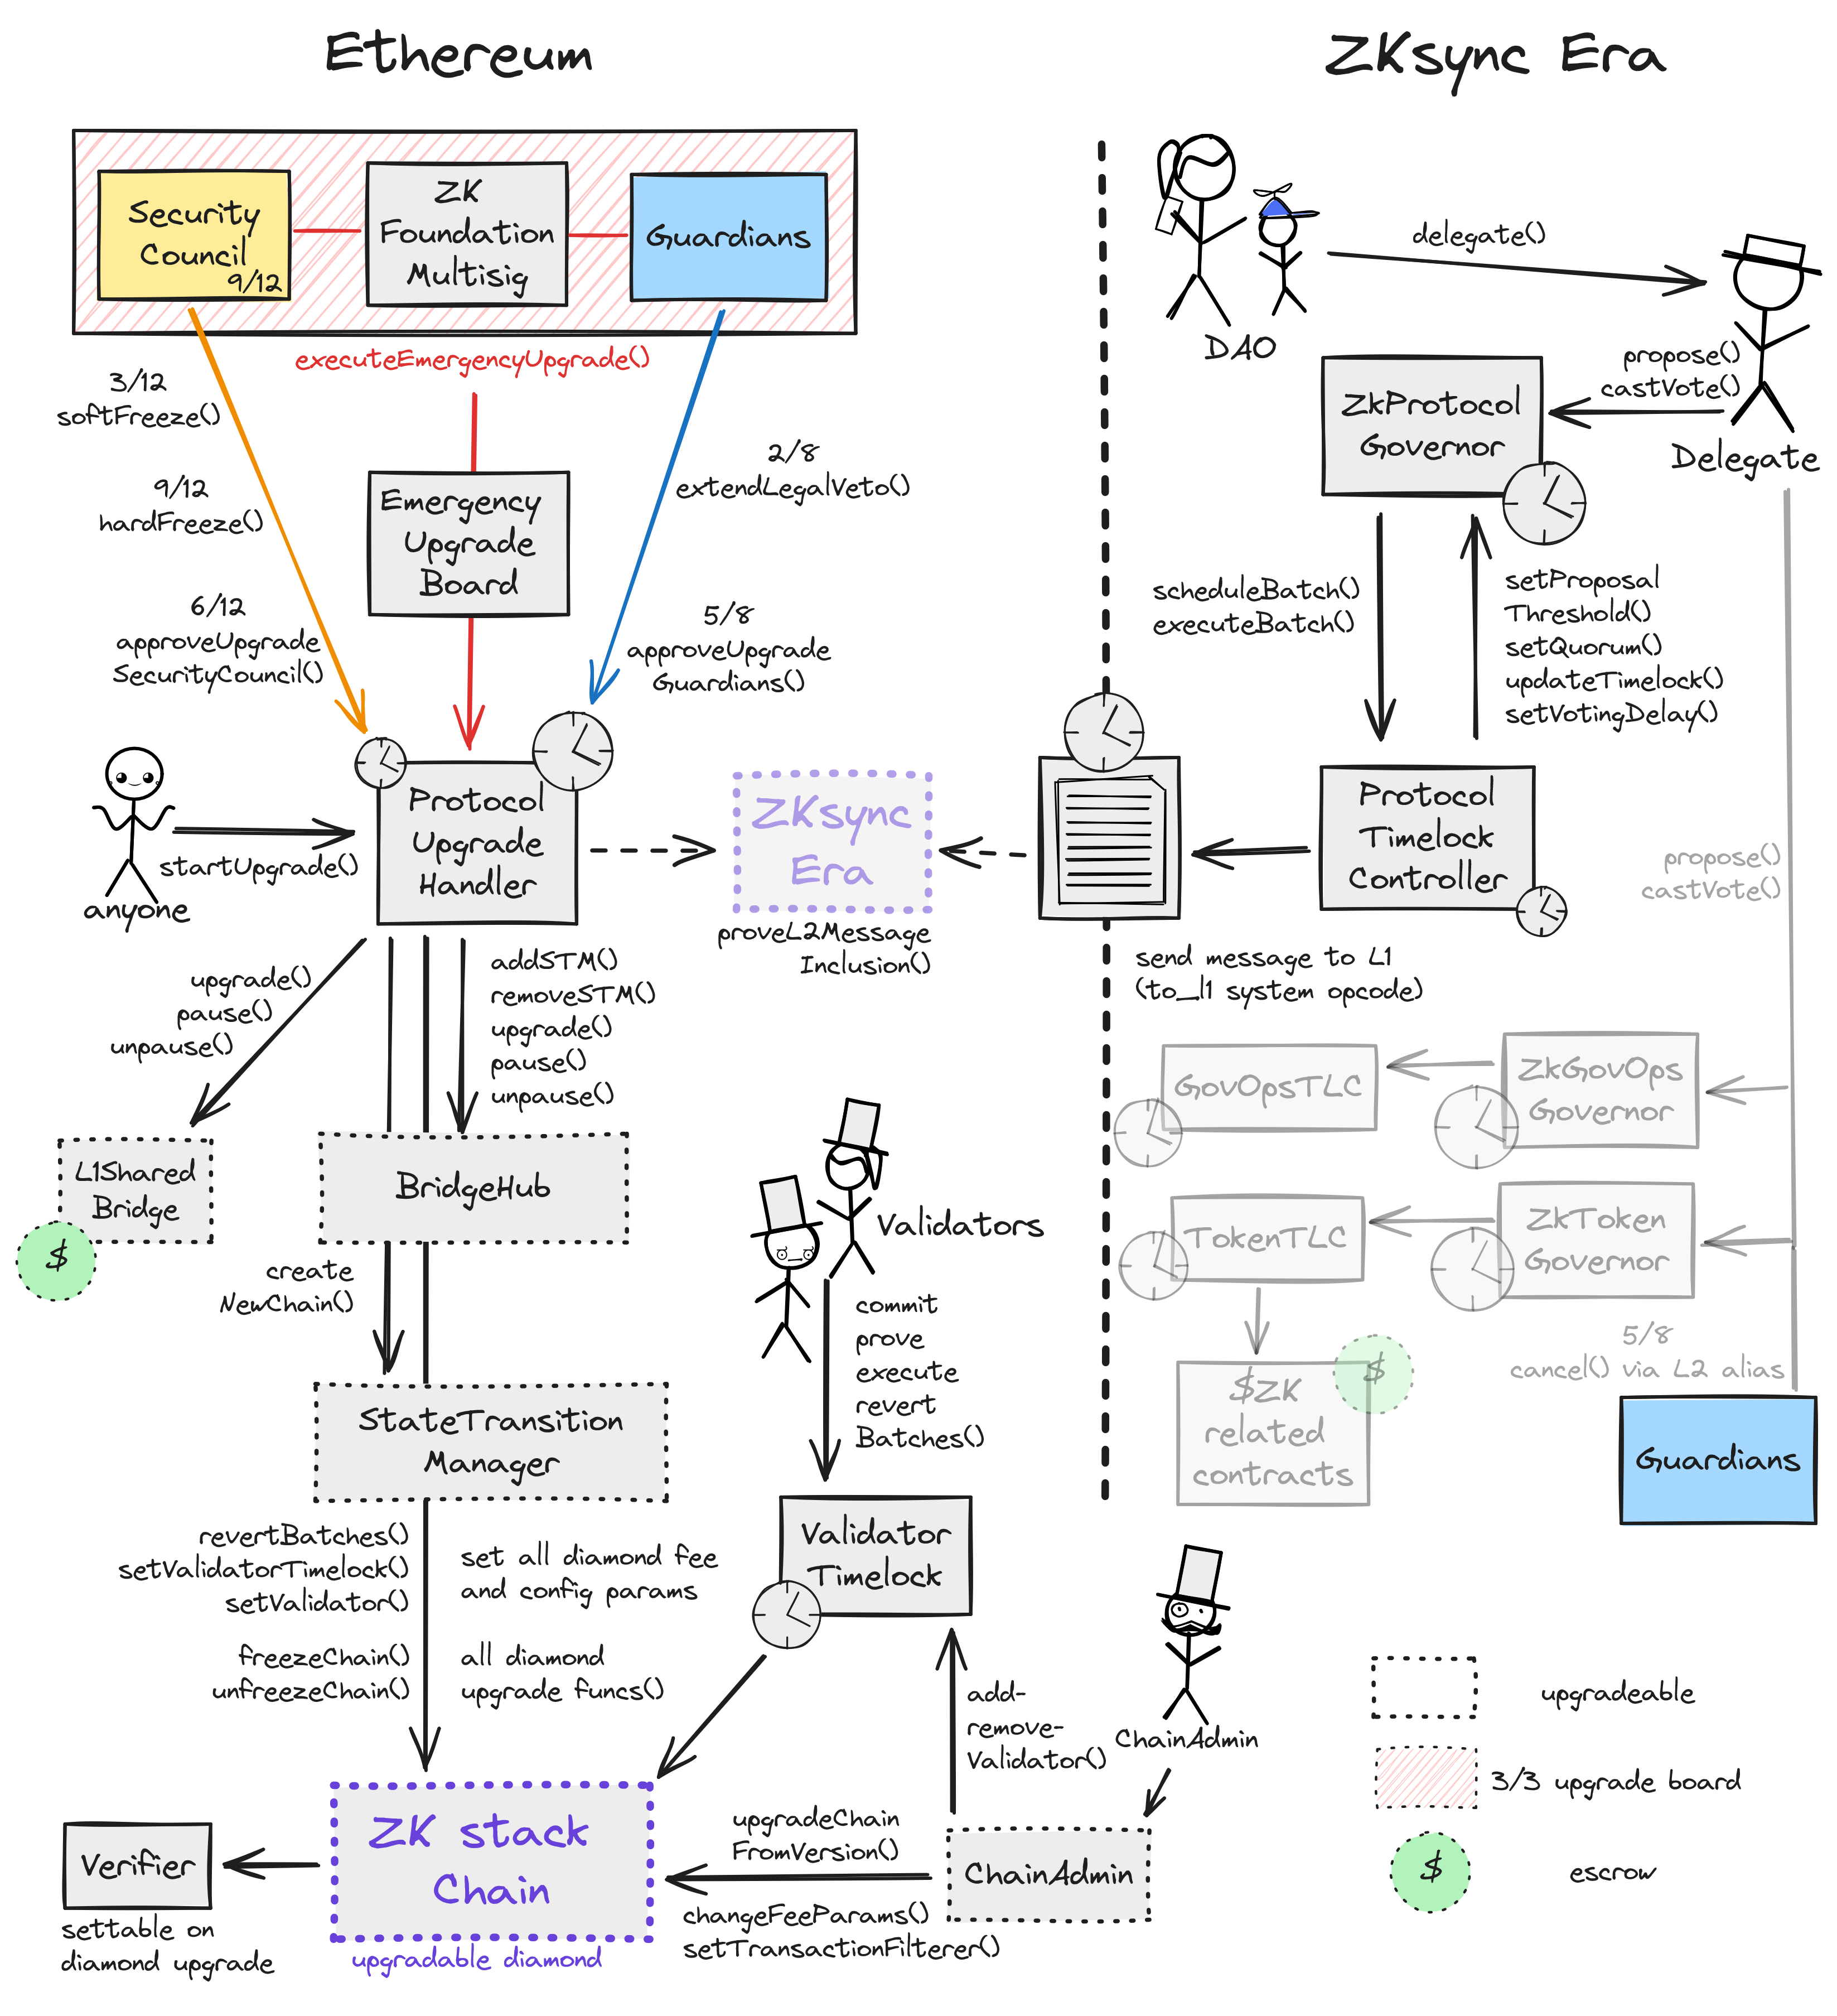 Ethereum
ZKsync Era
Security
Council
9/12
ZK
Foundation
Multisig
Guardians
executeEmergencyUpgrade()
3/12
softFreeze()
9/12
hardFreeze()
6/12
approveUpgrade
SecurityCouncil()
Emergency
Upgrade
Board
2/8
extendLegalVeto()
5/8
approveUpgrade
Guardians()
anyone
startUpgrade()
Protocol
Upgrade
Handler
ZKsync
Era
proveL2Message
Inclusion()
DAO
delegate()
Delegate
propose()
castVote()
ZkProtocol
Governor
scheduleBatch()
executeBatch()
setProposal
Threshold()
setQuorum()
updateTimelock()
setVotingDelay()
Protocol
Timelock
Controller
send message to L1
(to_l1 system opcode)
propose()
castVote()
GovOpsTLC
ZkGovOps
Governor
TokenTLC
ZkToken
Governor
$
$ZK
related
contracts
5/8
cancel() via L2 alias
Guardians
upgrade()
pause()
unpause()
addSTM()
removeSTM()
upgrade()
pause()
unpause()
L1Shared
Bridge
$
BridgeHub
create
NewChain()
Validators
commit
prove
execute
revert
Batches()
StateTransition
Manager
Validator
Timelock
revertBatches()
setValidatorTimelock()
setValidator()
freezeChain()
unfreezeChain()
set all diamond fee
and config params
all diamond
upgrade funcs()
add-
remove-
Validator()
ChainAdmin
ChainAdmin
upgradeChain
FromVersion()
changeFeeParams()
setTransactionFilterer()
ZK stack
Chain
upgradable diamond
Verifier
settable on
diamond upgrade
upgradeable
3/3 upgrade board
$
escrow